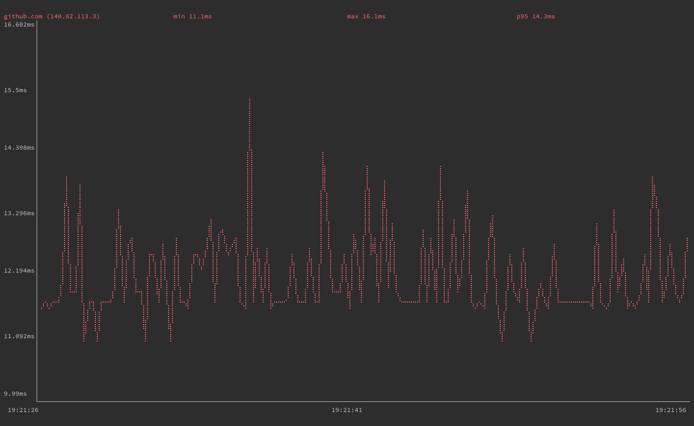 github.com (140.82.113.3) min 11.1ms max 16.1ms p95 14.3ms
16.602ms
15.5ms
14.398ms
13.296ms
12.194ms
11.092ms
9.99ms
19:21:26 19:21:41 19:21:56